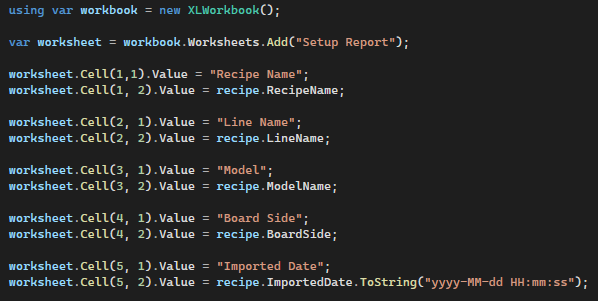 using var workbook = new XLWorkbook();
var worksheet = workbook.Worksheets.Add("Setup Report");
worksheet.Cell(1,1).Value = "Recipe Name";
worksheet.Cell(1, 2).Value = recipe.RecipeName;
worksheet.Cell(2, 1).Value = "Line Name";
worksheet.Cell(2, 2).Value = recipe.LineName;
worksheet.Cell(3, 1).Value = "Model";
worksheet.Cell(3, 2).Value = recipe.ModelName;
worksheet.Cell(4, 1).Value = "Board Side";
worksheet.Cell(4, 2).Value = recipe.BoardSide;
worksheet.Cell(5, 1).Value = "Imported Date";
worksheet.Cell(5, 2).Value = recipe.ImportedDate.ToString("yyyy-MM-dd HH:mm:ss");